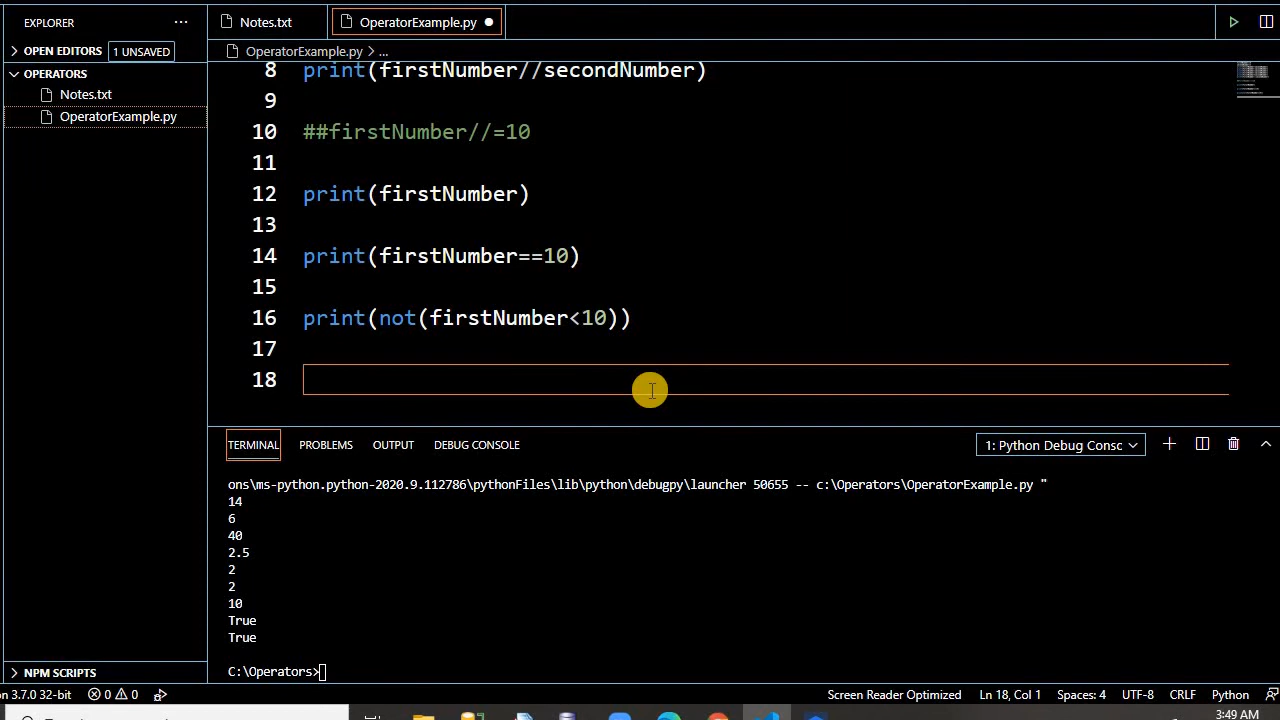 EXPLORER
OPEN EDITORS 1 UNSAVED
OPERATORS
Notes.txt
OperatorExample.py
NPM SCRIPTS
Notes.txt OperatorExample.py
OperatorExample.py > ...
8 print(firstNumber//secondNumber)
9
10 ##firstNumber//=10
11
12 print(firstNumber)
13
14 print(firstNumber==10)
15
16 print(not(firstNumber<10))
17
18
TERMINAL PROBLEMS OUTPUT DEBUG CONSOLE 1: Python Debug Consc
ons\ms-python.python-2020.9.112786\pythonFiles\lib\python\debugpy\launcher 50655 -- c:\Operators\OperatorExample.py "
14
6
40
2.5
2
2
10
True
True
C:\Operators>
n 3.7.0 32-bit 0 0 Screen Reader Optimized Ln 18, Col 1 Spaces: 4 UTF-8 CRLF Python
3:49 AM